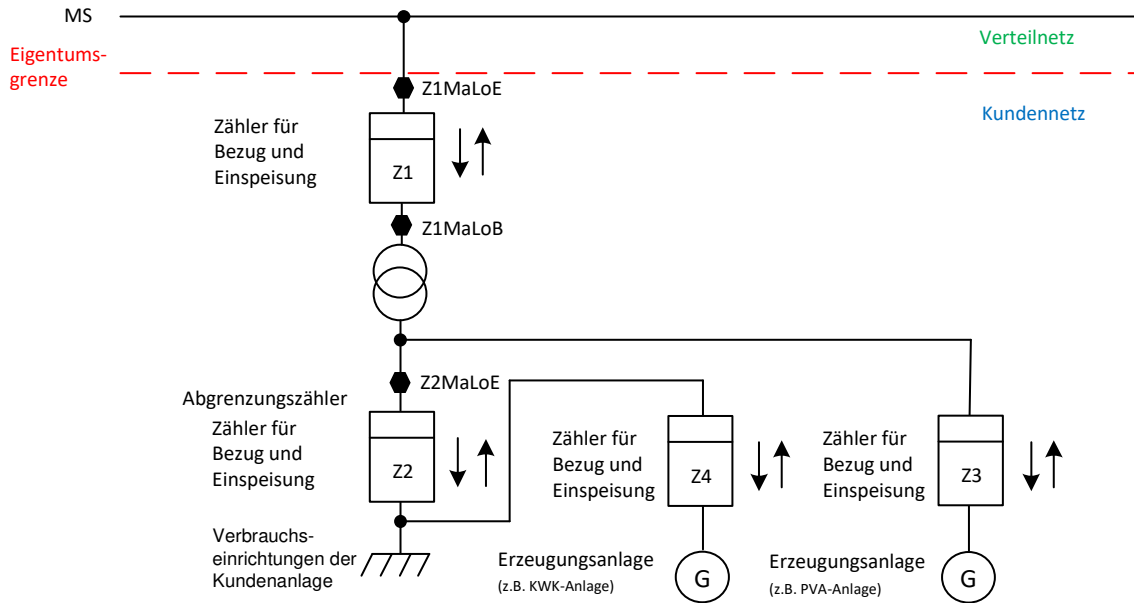 MS
Verteilnetz
Eigentums-
grenze
Z1MaLoE
Kundennetz
Zähler für
Bezug und
Einspeisung
Z1
Z1MaLoB
Z2MaLoE
Abgrenzungszähler
Zähler für
Bezug und
Einspeisung
Z2
Zähler für
Bezug und
Einspeisung
Z4
Zähler für
Bezug und
Einspeisung
Z3
Verbrauchs-
einrichtungen der
Kundenanlage
Erzeugungsanlage
(z.B. KWK-Anlage)
G
Erzeugungsanlage
(z.B. PVA-Anlage)
G